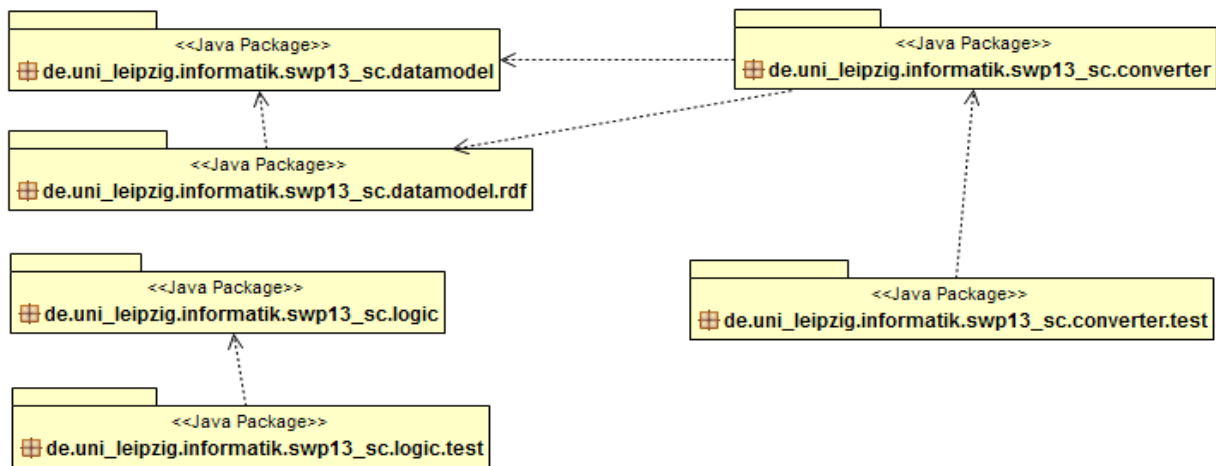 <<Java Package>>
de.uni_leipzig.informatik.swp13_sc.datamodel
<<Java Package>>
de.uni_leipzig.informatik.swp13_sc.converter
<<Java Package>>
de.uni_leipzig.informatik.swp13_sc.datamodel.rdf
<<Java Package>>
de.uni_leipzig.informatik.swp13_sc.logic
<<Java Package>>
de.uni_leipzig.informatik.swp13_sc.converter.test
<<Java Package>>
de.uni_leipzig.informatik.swp13_sc.logic.test